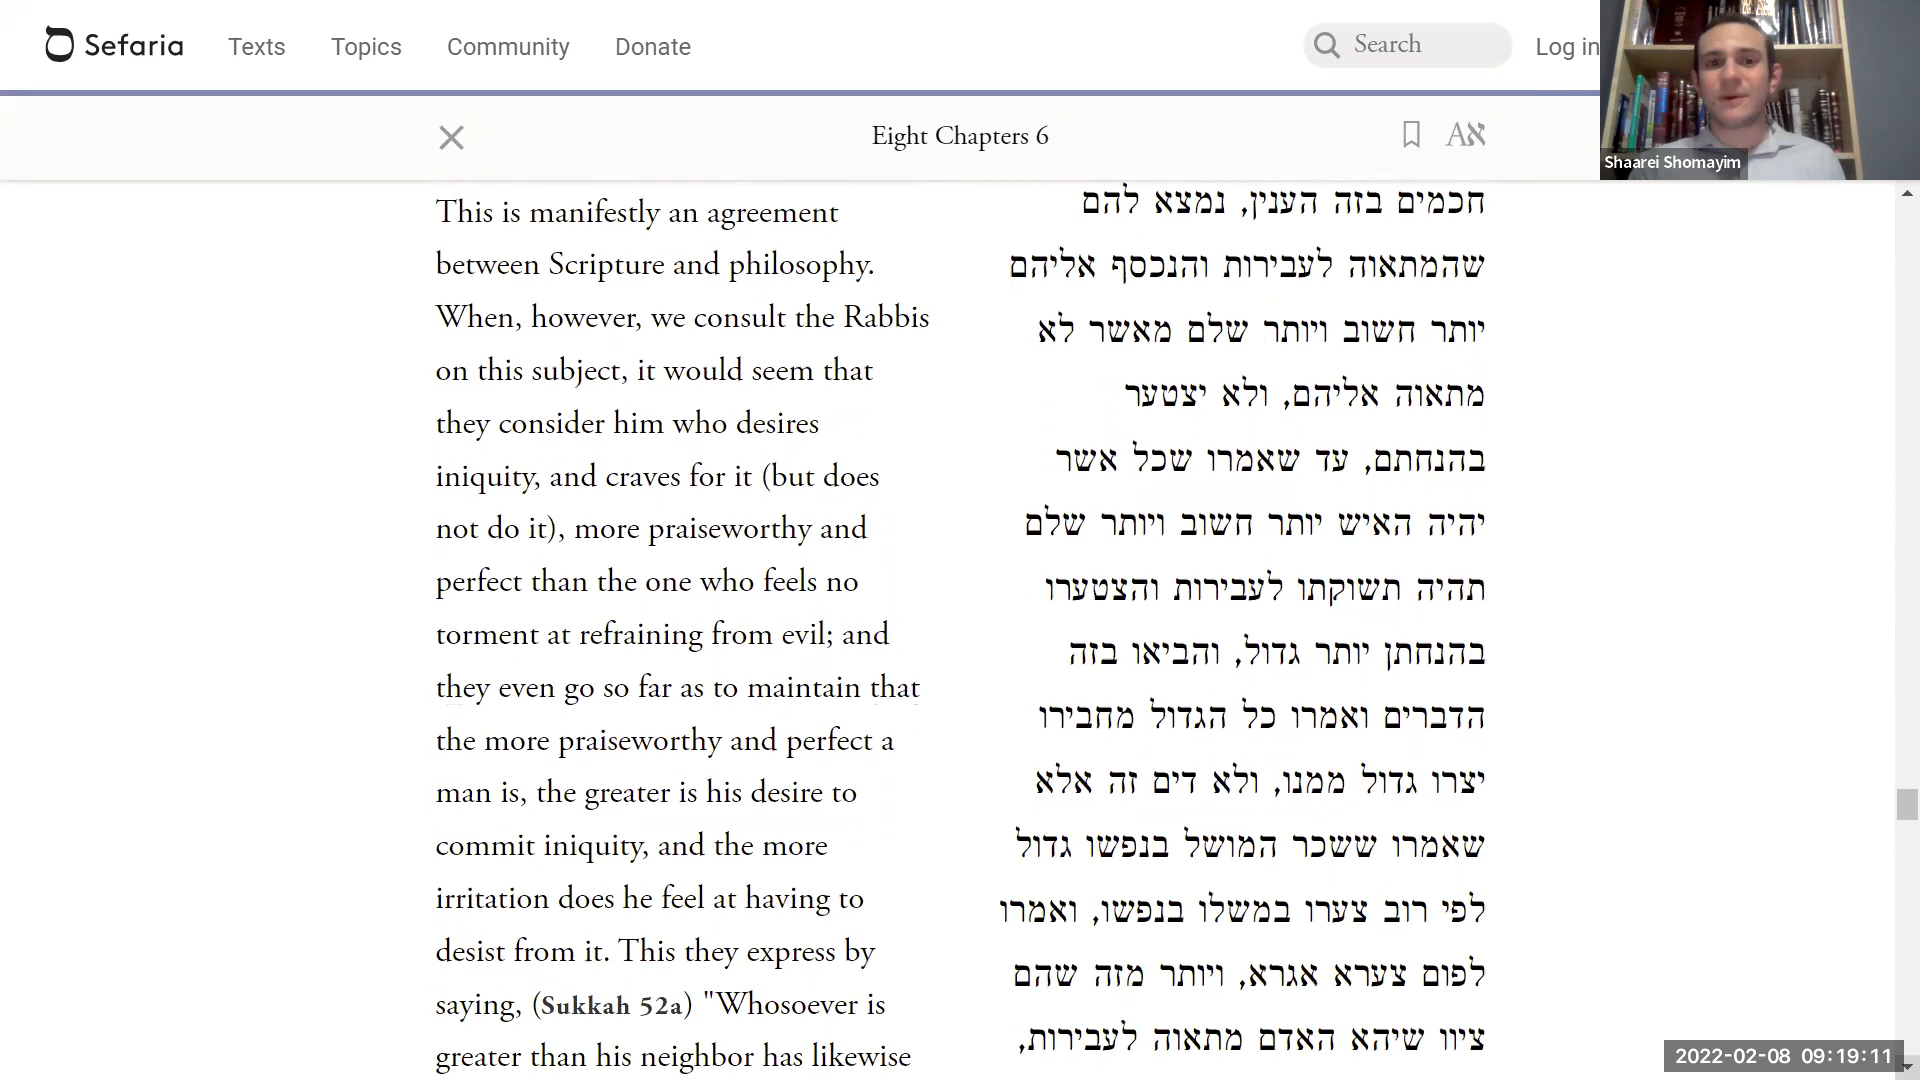 Sefaria
Texts
Topics
Community
Donate
Search
Log in
Shaarei Shomayim
Eight Chapters 6
Aא
This is manifestly an agreement
between Scripture and philosophy.
When, however, we consult the Rabbis
on this subject, it would seem that
they consider him who desires
iniquity, and craves for it (but does
not do it), more praiseworthy and
perfect than the one who feels no
torment at refraining from evil; and
they even go so far as to maintain that
the more praiseworthy and perfect a
man is, the greater is his desire to
commit iniquity, and the more
irritation does he feel at having to
desist from it. This they express by
saying, (Sukkah 52a) "Whosoever is
greater than his neighbor has likewise
חכמים בזה הענין, נמצא להם
שהמתאוה לעבירות והנכסף אליהם
יותר חשוב ויותר שלם מאשר לא
מתאוה אליהם, ולא יצטער
בהנחתם, עד שאמרו שכל אשר
יהיה האיש יותר חשוב ויותר שלם
תהיה תשוקתו לעבירות והצטערו
בהנחתן יותר גדול, והביאו בזה
הדברים ואמרו כל הגדול מחבירו
יצרו גדול ממנו, ולא דים זה אלא
שאמרו ששכר המושל בנפשו גדול
לפי רוב צערו במשלו בנפשו, ואמרו
לפום צערא אגרא, ויותר מזה שהם
ציוו שיהא האדם מתאוה לעבירות,
2022-02-08 09:19:11